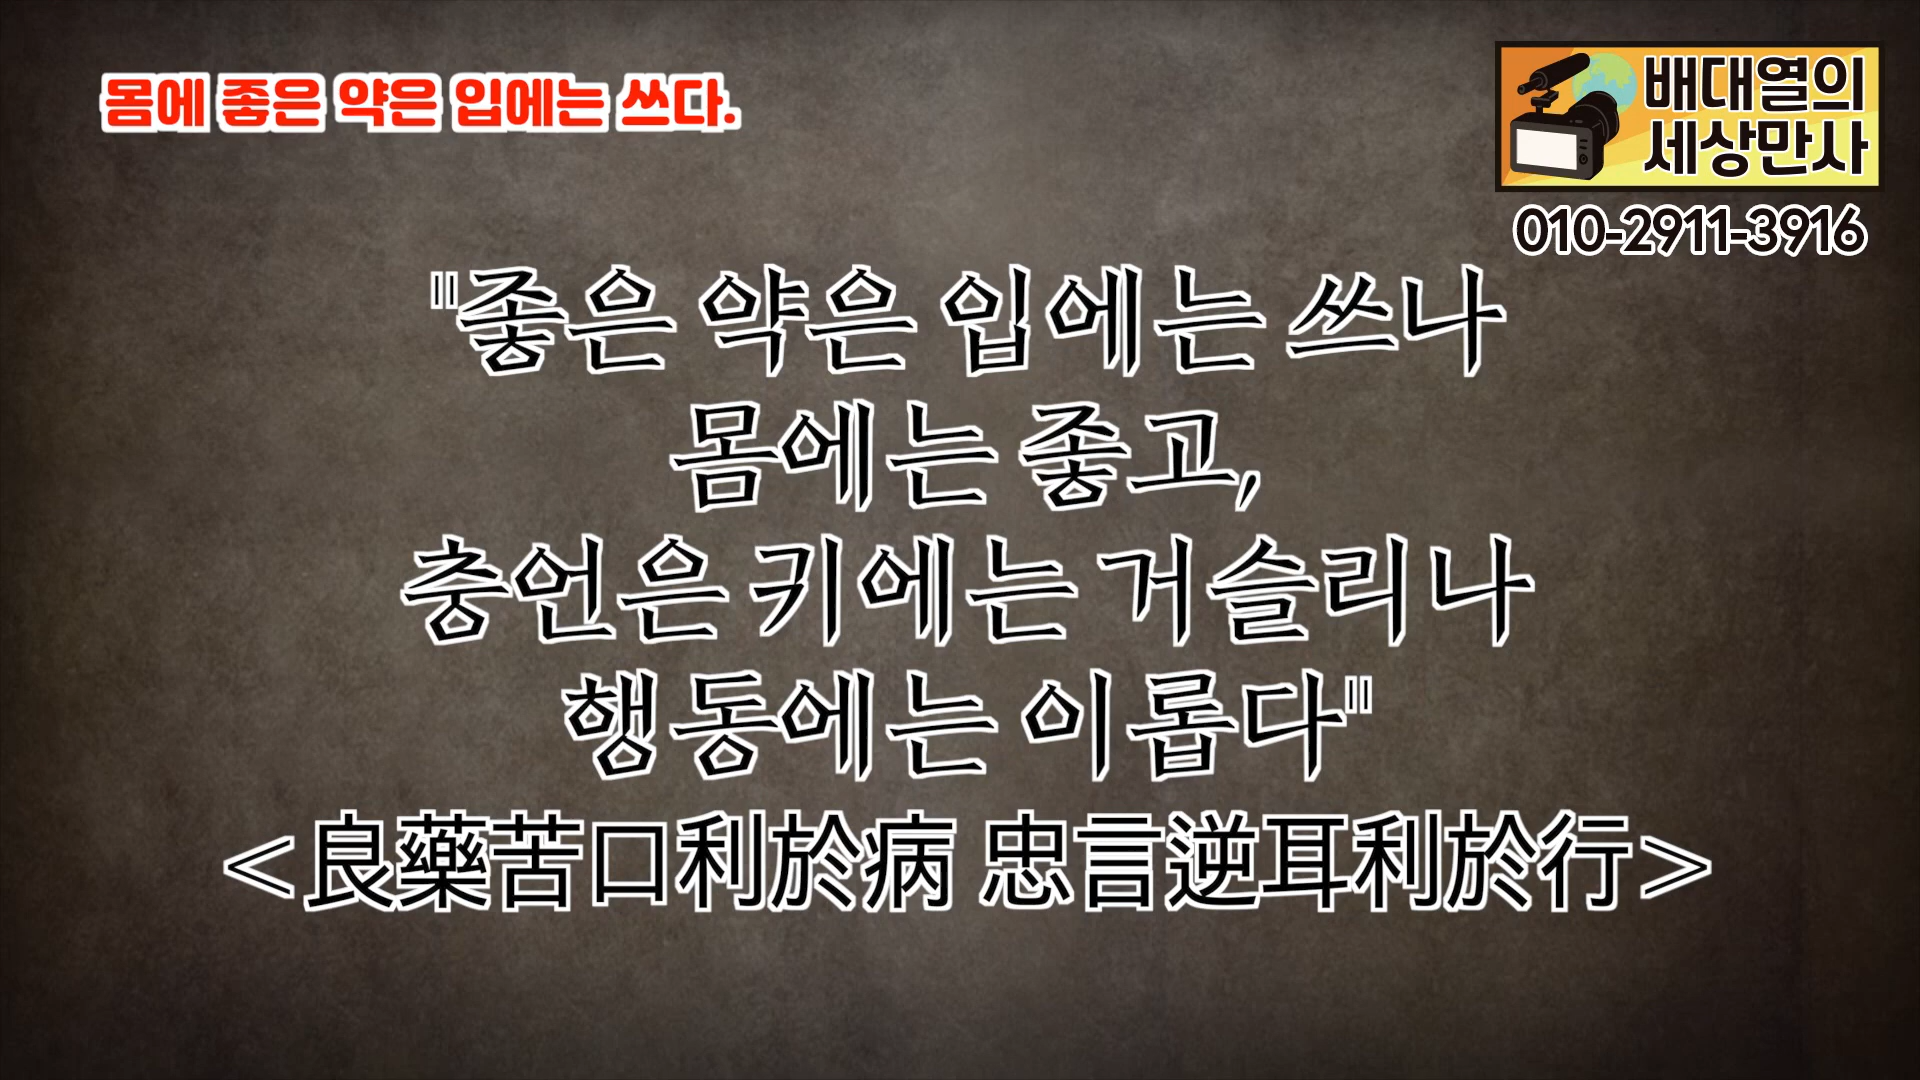 몸에 좋은 약은 입에는 쓰다.
배대열의
세상만사
010-2911-3916
"좋은 약은 입에는 쓰나
몸에는 좋고,
충언은 키에는 거슬리나
행동에는 이롭다"
<良藥苦口利於病 忠言逆耳利於行>